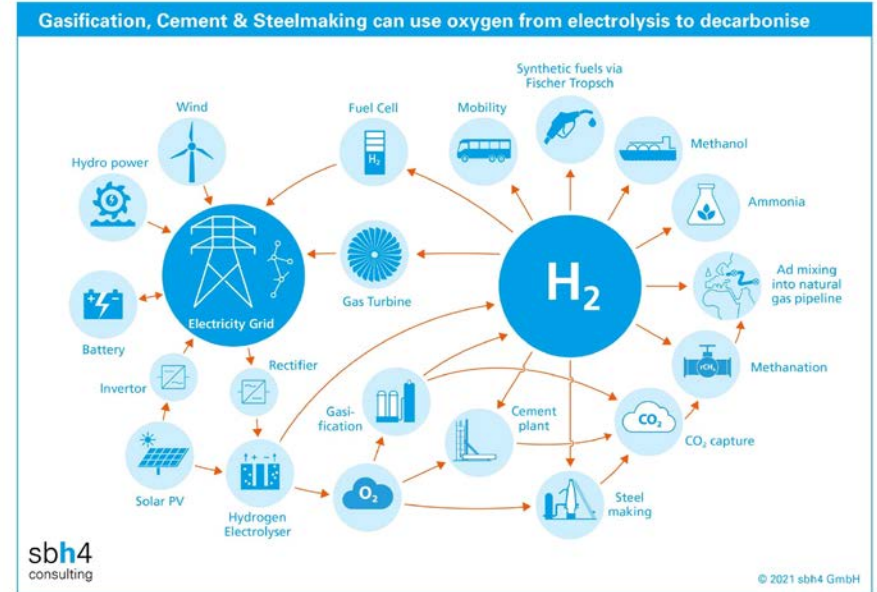 Gasification, Cement & Steelmaking can use oxygen from electrolysis to decarbonise
Synthetic fuels via
Fischer Tropsch
Wind
Fuel Cell
Mobility
H₂
Methanol
Hydro power
Ammonia
H₂
Ad mixing
into natural
gas pipeline
Gas Turbine
Electricity Grid
Battery
Rectifier
Invertor
Methanation
rCH₄
Gasi-
fication
Cement
plant
CO₂
CO₂ capture
Solar PV
O₂
Hydrogen
Electrolyser
Steel
making
sbh4
consulting
© 2021 sbh4 GmbH